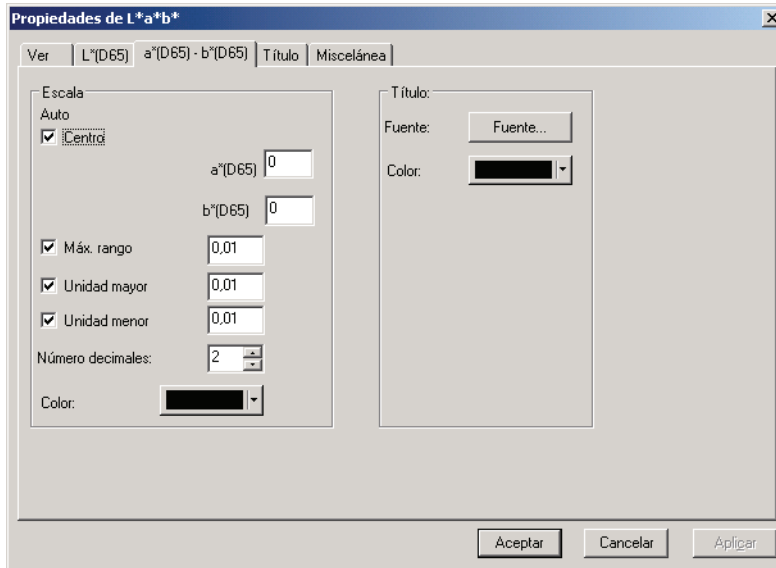 Propiedades de L*a*b*
Ver L*(D65) a*(D65) - b*(D65) Título Miscelánea
Escala
Auto
Centro
a*(D65) 0
b*(D65) 0
Máx. rango 0,01
Unidad mayor 0,01
Unidad menor 0,01
Número decimales: 2
Color:
Título:
Fuente: Fuente...
Color:
Aceptar Cancelar Aplicar